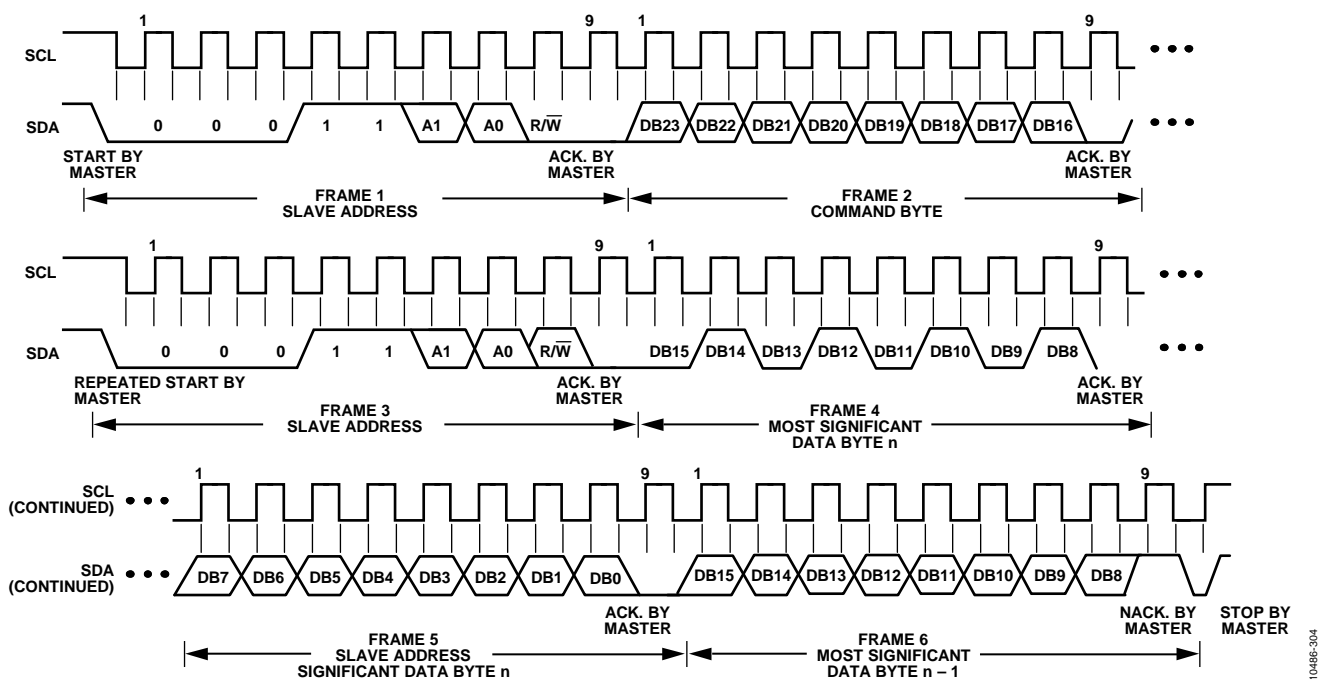 1 9 1 9
SCL
SDA 0 0 0 1 1 A1 A0 R/W̅ DB23 DB22 DB21 DB20 DB19 DB18 DB17 DB16
START BY
MASTER
ACK. BY
MASTER
ACK. BY
MASTER
FRAME 1
SLAVE ADDRESS
FRAME 2
COMMAND BYTE
1 9 1 9
SCL
SDA 0 0 0 1 1 A1 A0 R/W̅ DB15 DB14 DB13 DB12 DB11 DB10 DB9 DB8
REPEATED START BY
MASTER
ACK. BY
MASTER
ACK. BY
MASTER
FRAME 3
SLAVE ADDRESS
FRAME 4
MOST SIGNIFICANT
DATA BYTE n
1 9 1 9
SCL
(CONTINUED)
SDA
(CONTINUED)
DB7 DB6 DB5 DB4 DB3 DB2 DB1 DB0 DB15 DB14 DB13 DB12 DB11 DB10 DB9 DB8
ACK. BY
MASTER
NACK. BY
MASTER
STOP BY
MASTER
FRAME 5
SLAVE ADDRESS
SIGNIFICANT DATA BYTE n
FRAME 6
MOST SIGNIFICANT
DATA BYTE n – 1
10486-304